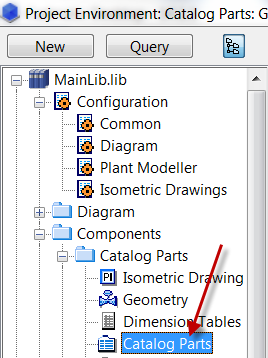 Project Environment: Catalog Parts: G
New Query
MainLib.lib
Configuration
Common
Diagram
Plant Modeller
Isometric Drawings
Diagram
Components
Catalog Parts
PI Isometric Drawing
Geometry
Dimension Tables
Catalog Parts